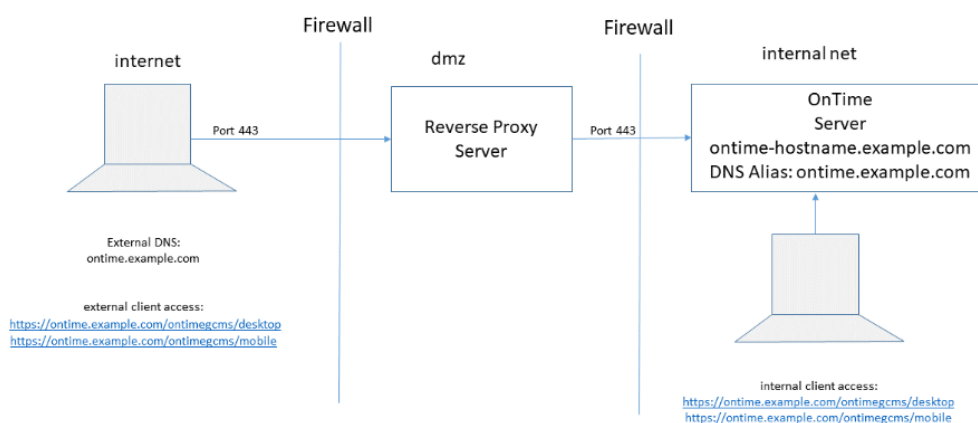 Firewall
Firewall
internet
dmz
internal net
Port 443
Reverse Proxy
Server
Port 443
OnTime
Server
ontime-hostname.example.com
DNS Alias: ontime.example.com
External DNS:
ontime.example.com
external client access:
https://ontime.example.com/ontimegcms/desktop
https://ontime.example.com/ontimegcms/mobile
internal client access:
https://ontime.example.com/ontimegcms/desktop
https://ontime.example.com/ontimegcms/mobile